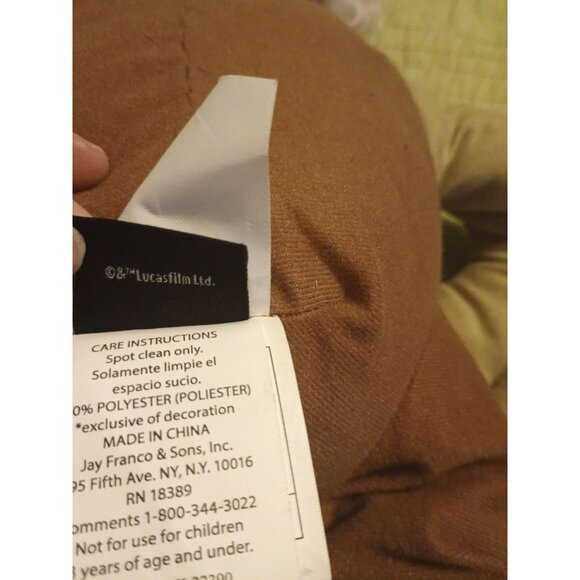 ©&™Lucasfilm Ltd.
CARE INSTRUCTIONS
Spot clean only.
Solamente limpie el
espacio sucio.
0% POLYESTER (POLIESTER)
*exclusive of decoration
MADE IN CHINA
Jay Franco & Sons, Inc.
95 Fifth Ave. NY, N.Y. 10016
RN 18389
omments 1-800-344-3022
Not for use for children
3 years of age and under.